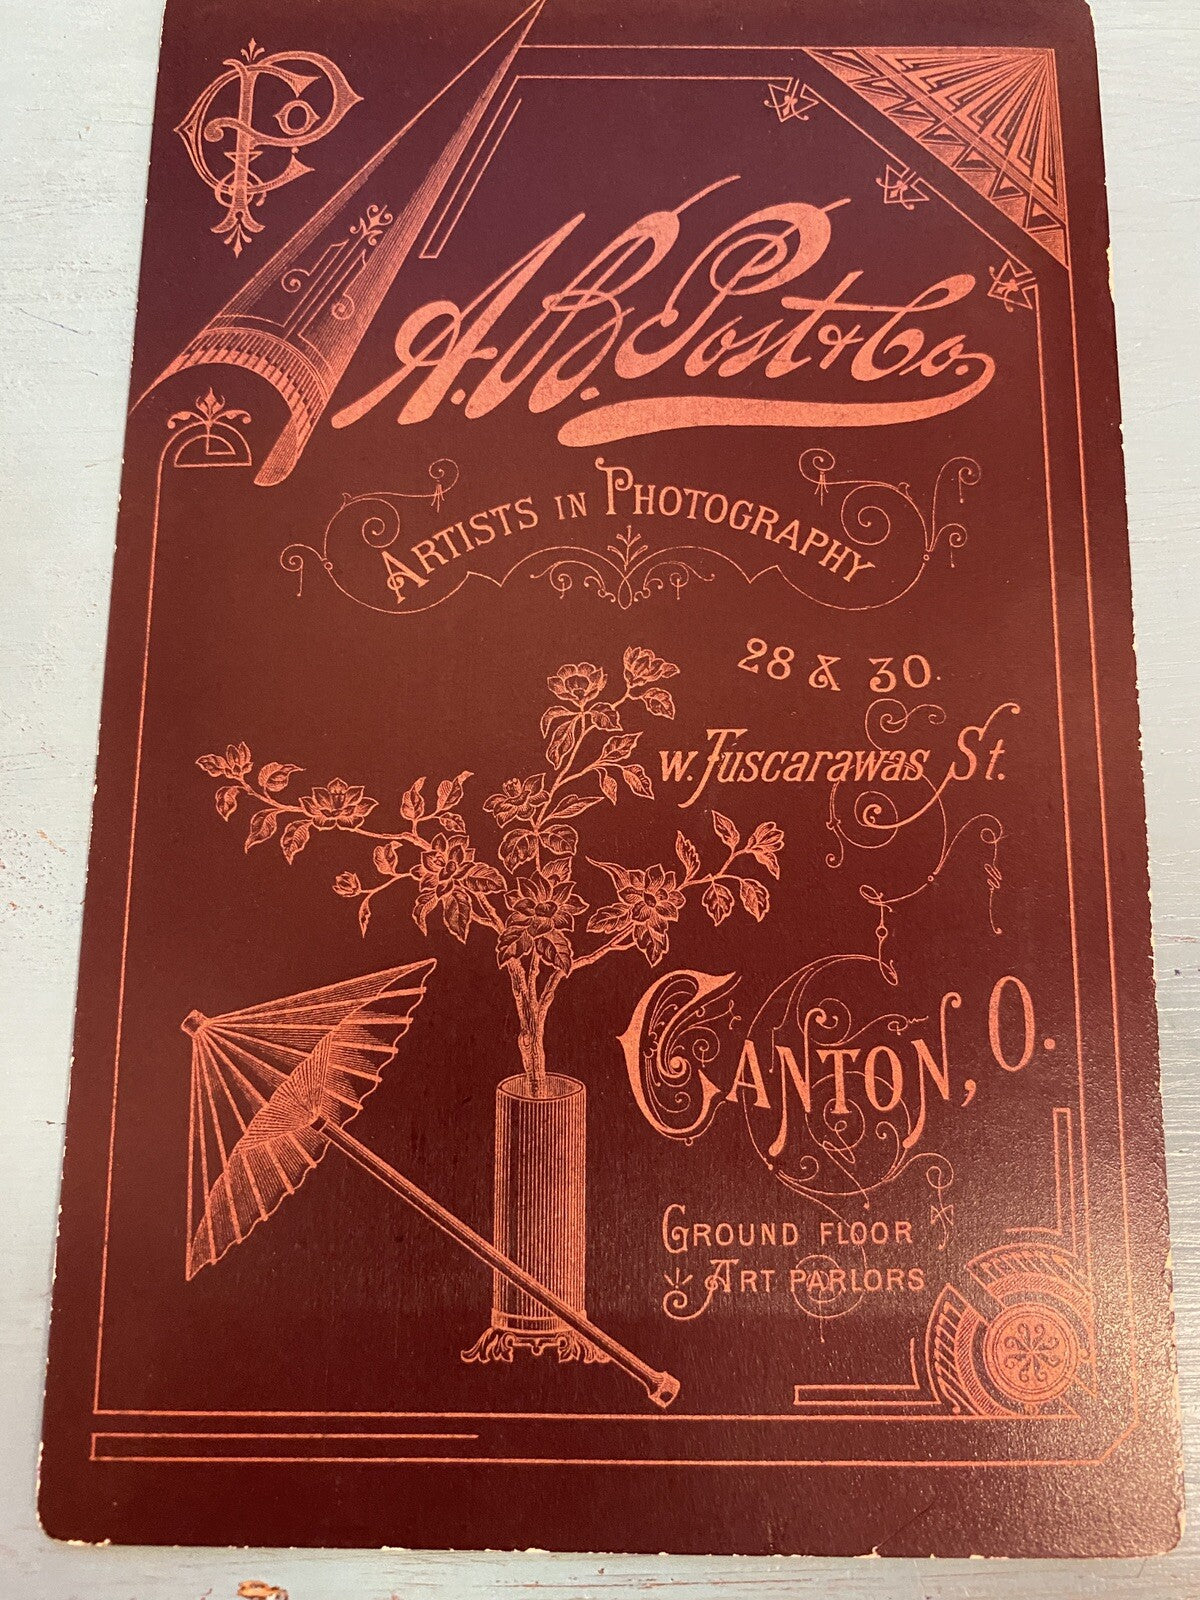 A.B. Post & Co.
ARTISTS IN PHOTOGRAPHY
28 & 30.
W. Tuscarawas St.
CANTON, O.
GROUND FLOOR
ART PARLORS